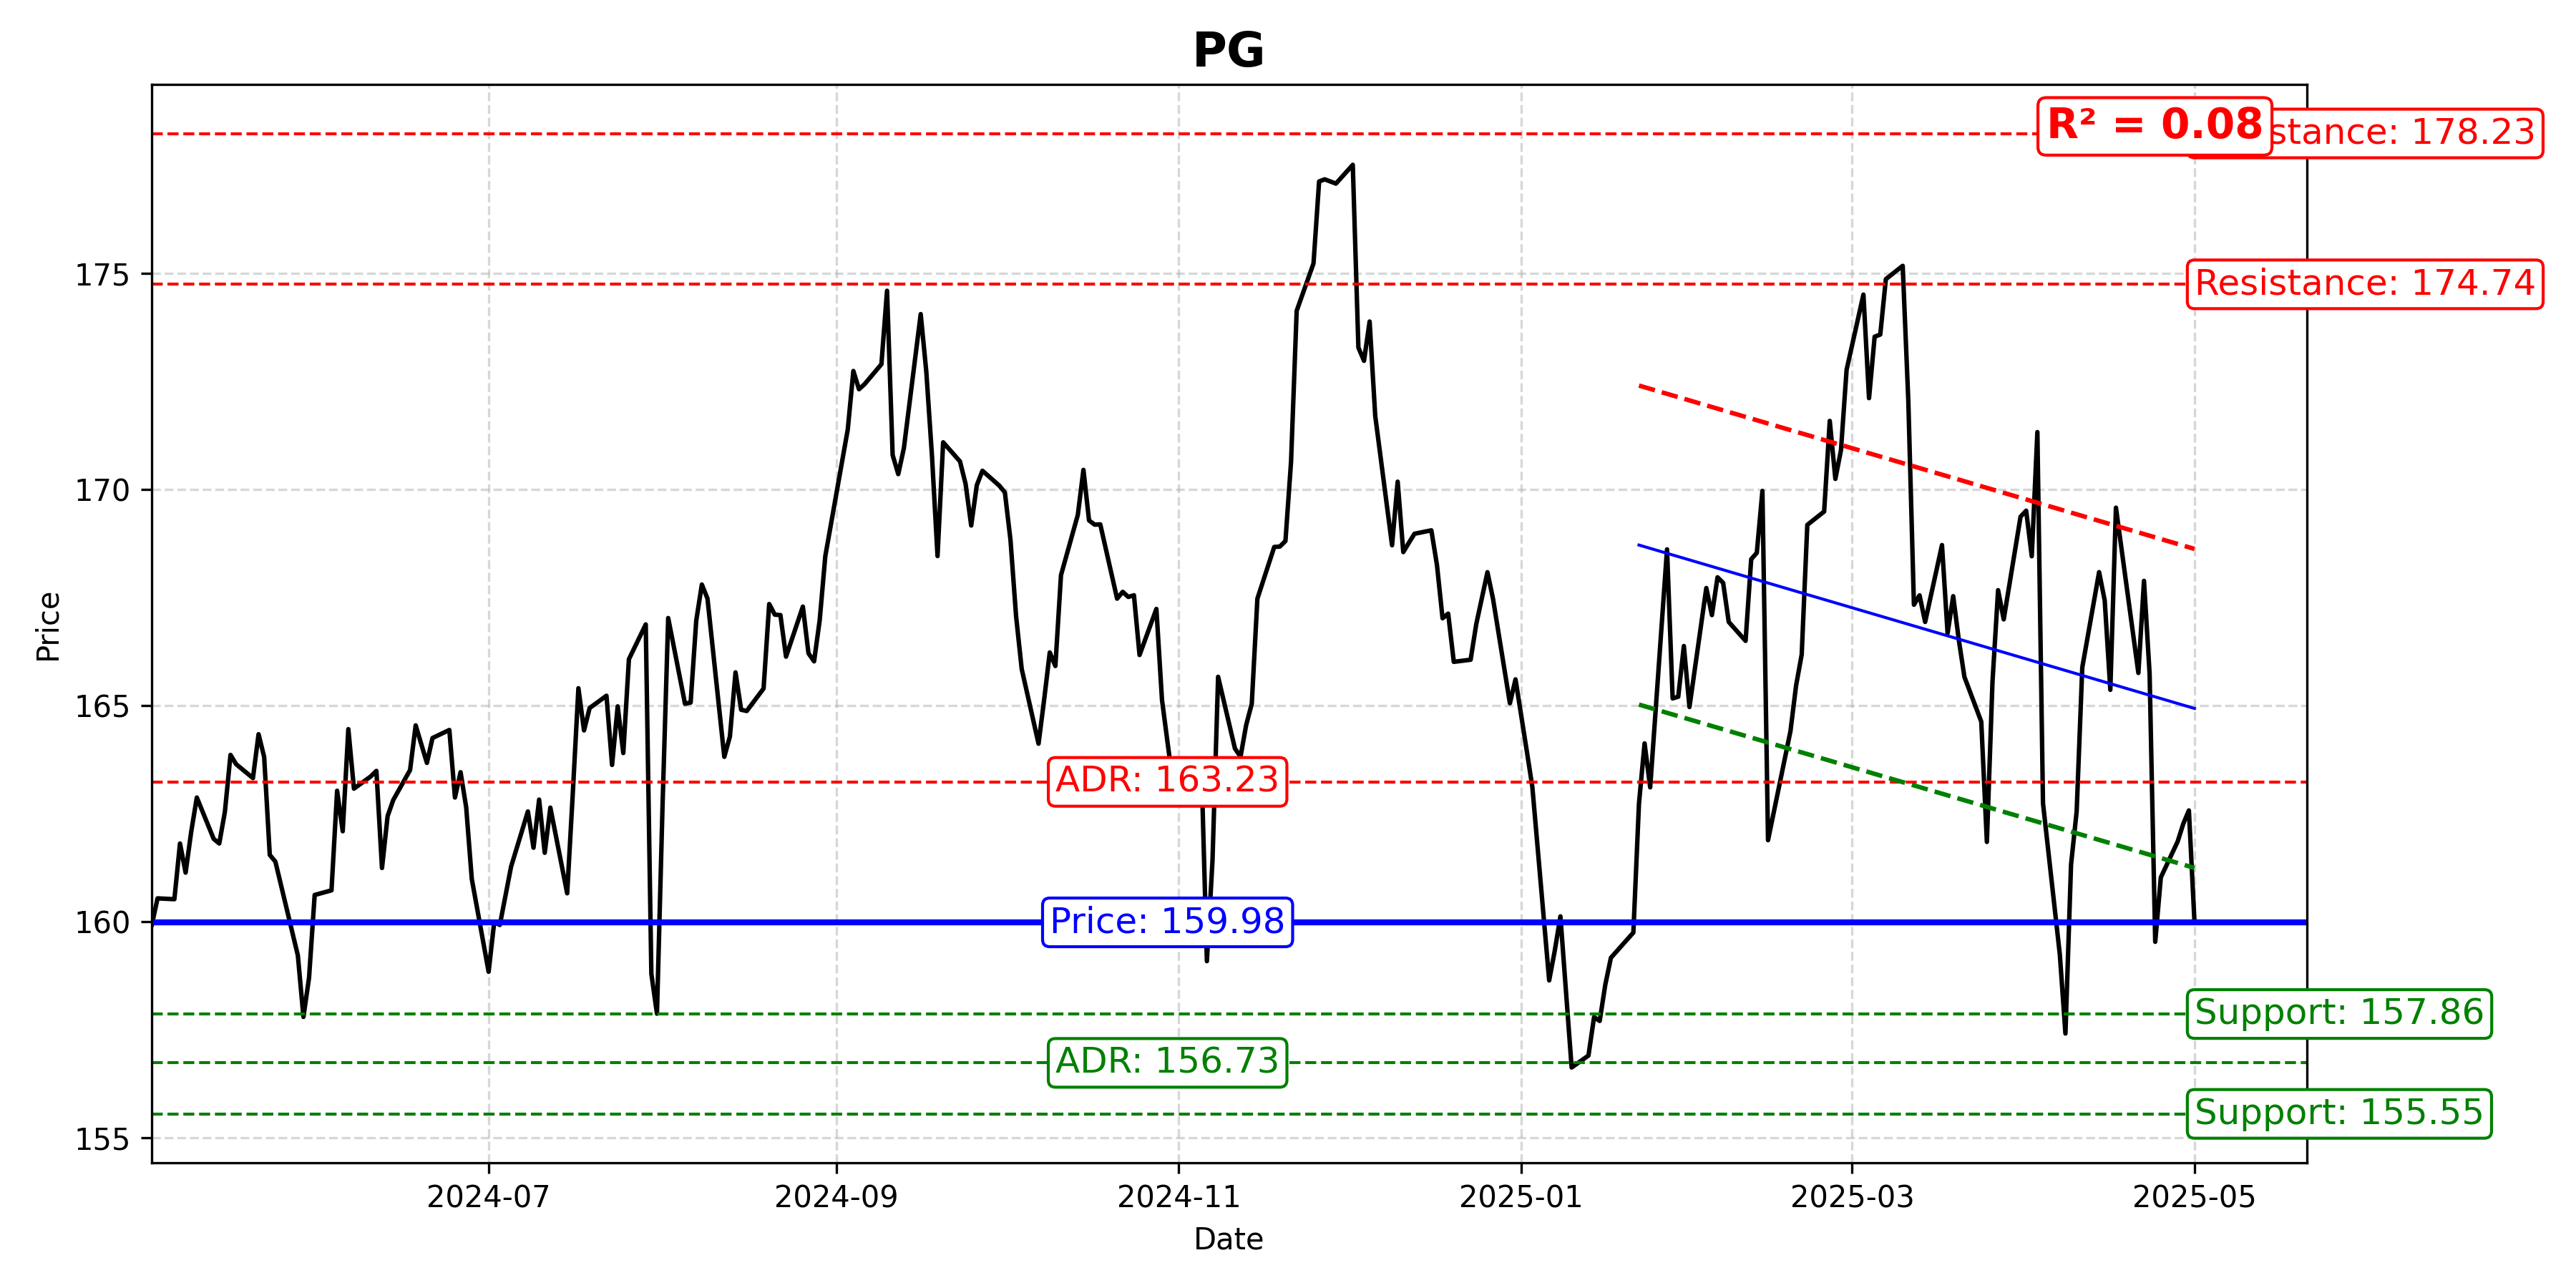 PG
R² = 0.08
stance: 178.23
175
Resistance: 174.74
170
Price
165
ADR: 163.23
160
Price: 159.98
Support: 157.86
ADR: 156.73
Support: 155.55
155
2024-07
2024-09
2024-11
2025-01
2025-03
2025-05
Date